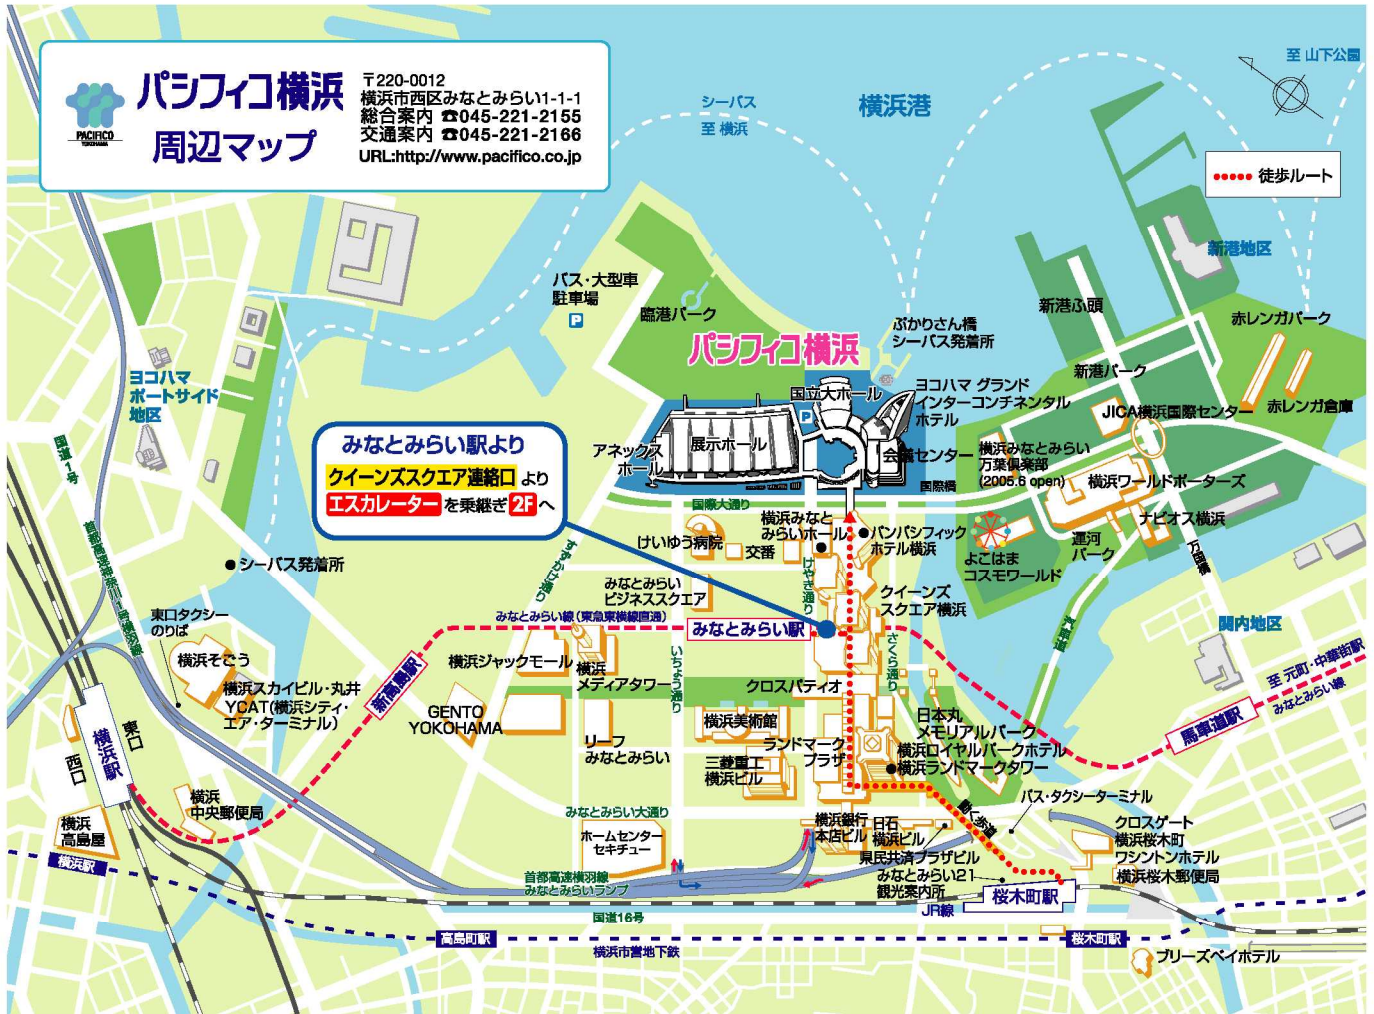 パシフィコ横浜
周辺マップ
PACIFICO
YOKOHAMA
〒220-0012
横浜市西区みなとみらい1-1-1
総合案内 ☎045-221-2155
交通案内 ☎045-221-2166
URL:http://www.pacifico.co.jp
シーバス
至 横浜
横浜港
至 山下公園
徒歩ルート
新港地区
バス・大型車
駐車場
P
臨港パーク
パシフィコ横浜
ぷかりさん橋
シーバス発着所
新港ふ頭
赤レンガパーク
新港パーク
赤レンガ倉庫
JICA横浜国際センター
ヨコハマ
ポートサイド
地区
国道1号
首都高速神奈川1号横羽線
国立大ホール
P
ヨコハマ グランド
インターコンチネンタル
ホテル
展示ホール
アネックス
ホール
会議センター
国際橋
横浜みなとみらい
万葉倶楽部
(2005.6 open)
横浜ワールドポーターズ
ナビオス横浜
運河
パーク
よこはま
コスモワールド
万国橋
みなとみらい駅より
クイーンズスクエア連絡口 より
エスカレーター を乗継ぎ 2F へ
国際大通り
すずかけ通り
けいゆう病院
交番
横浜みなと
みらいホール
パンパシフィック
ホテル横浜
けやき通り
みなとみらい
ビジネススクエア
クイーンズ
スクエア横浜
シーバス発着所
東口タクシー
のりば
横浜そごう
横浜スカイビル・丸井
YCAT(横浜シティ・
エア・ターミナル)
新高島駅
みなとみらい線(東急東横線直通)
みなとみらい駅
さくら通り
いちょう通り
関内地区
至 元町・中華街駅
みなとみらい線
馬車道駅
横浜ジャックモール
横浜
メディアタワー
クロスパティオ
GENTO
YOKOHAMA
リーフ
みなとみらい
横浜美術館
三菱重工
横浜ビル
ランドマーク
プラザ
日本丸
メモリアルパーク
横浜ロイヤルパークホテル
横浜ランドマークタワー
横浜駅
東口
西口
横浜
中央郵便局
横浜
高島屋
横浜駅
みなとみらい大通り
ホームセンター
セキチュー
横浜銀行
本店ビル
日石
横浜ビル
動く歩道
バス・タクシーターミナル
県民共済プラザビル
みなとみらい21
観光案内所
クロスゲート
横浜桜木町
ワシントンホテル
横浜桜木郵便局
首都高速横羽線
みなとみらいランプ
桜木町駅
JR線
国道16号
高島町駅
横浜市営地下鉄
桜木町駅
ブリーズベイホテル